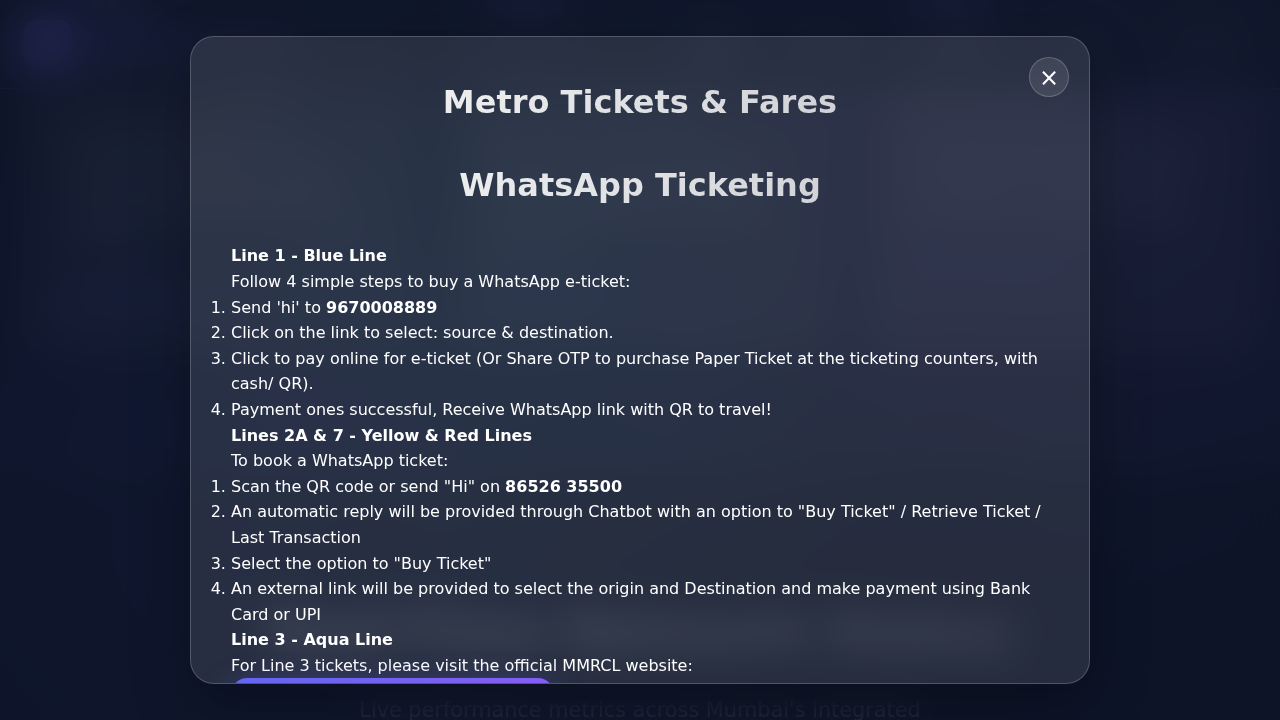 Metro Tickets & Fares
WhatsApp Ticketing
Line 1 - Blue Line
Follow 4 simple steps to buy a WhatsApp e-ticket:
1. Send 'hi' to 9670008889
2. Click on the link to select: source & destination.
3. Click to pay online for e-ticket (Or Share OTP to purchase Paper Ticket at the ticketing counters, with
cash/ QR).
4. Payment ones successful, Receive WhatsApp link with QR to travel!
Lines 2A & 7 - Yellow & Red Lines
To book a WhatsApp ticket:
1. Scan the QR code or send "Hi" on 86526 35500
2. An automatic reply will be provided through Chatbot with an option to "Buy Ticket" / Retrieve Ticket /
Last Transaction
3. Select the option to "Buy Ticket"
4. An external link will be provided to select the origin and Destination and make payment using Bank
Card or UPI
Line 3 - Aqua Line
For Line 3 tickets, please visit the official MMRCL website:
Live performance metrics across Mumbai's Integrated